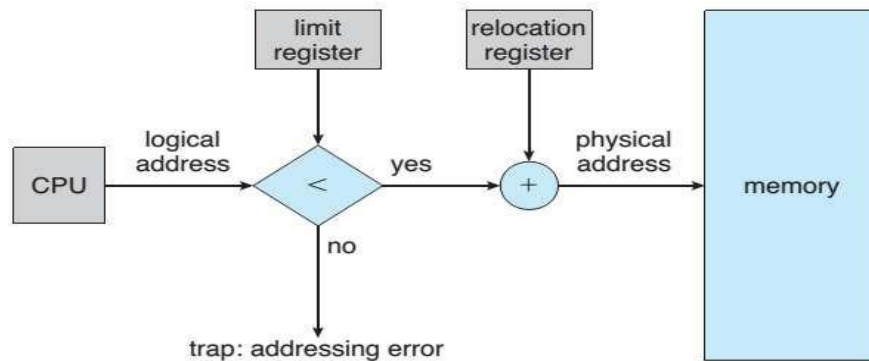 limit
register
relocation
register
logical
address
yes
physical
address
CPU
<
+
memory
no
trap: addressing error